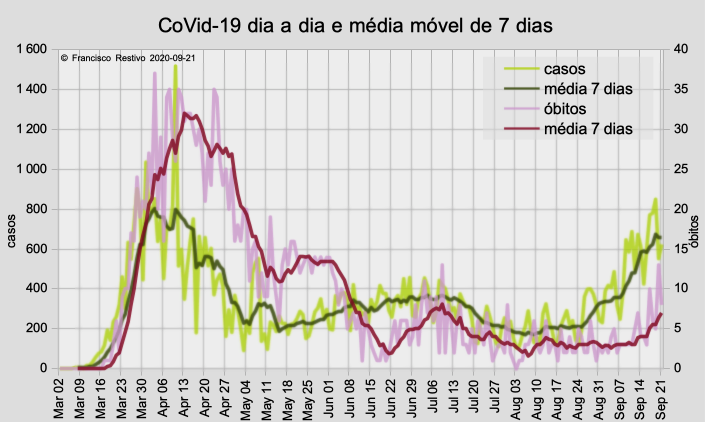 CoVid-19 dia a dia e média móvel de 7 dias
© Francisco Restivo 2020-09-21
casos
média 7 dias
óbitos
média 7 dias
casos
1 600
1 400
1 200
1 000
800
600
400
200
0
óbitos
40
35
30
25
20
15
10
5
0
Mar 02
Mar 09
Mar 16
Mar 23
Mar 30
Apr 06
Apr 13
Apr 20
Apr 27
May 04
May 11
May 18
May 25
Jun 01
Jun 08
Jun 15
Jun 22
Jun 29
Jul 06
Jul 13
Jul 20
Jul 27
Aug 03
Aug 10
Aug 17
Aug 24
Aug 31
Sep 07
Sep 14
Sep 21